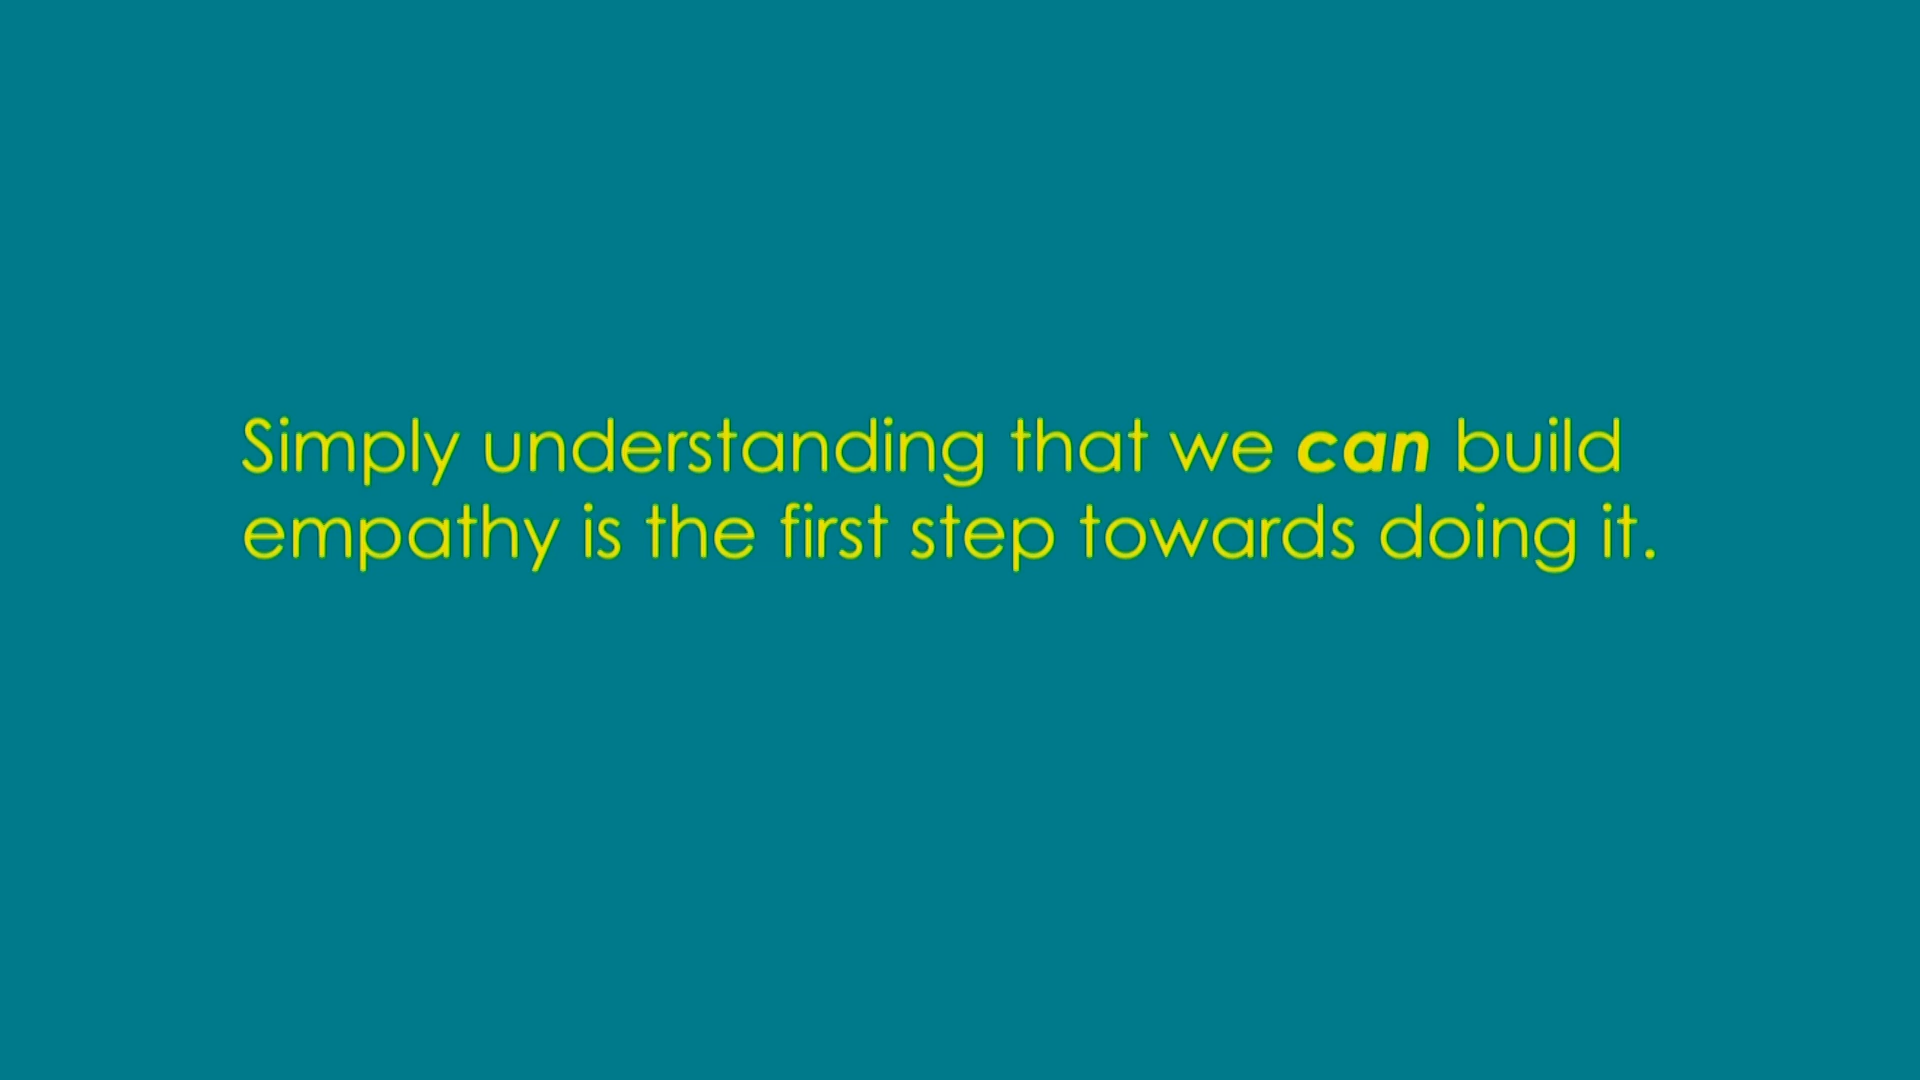 Simply understanding that we can build
empathy is the first step towards doing it.